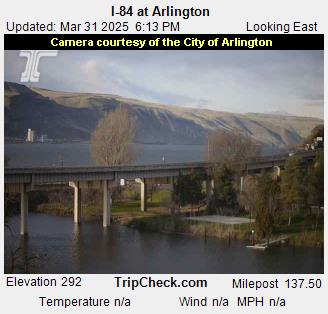 I-84 at Arlington
Updated: Mar 31 2025 6:13 PM Looking East
Camera courtesy of the City of Arlington
Elevation 292 TripCheck.com Milepost 137.50
Temperature n/a Wind n/a MPH n/a